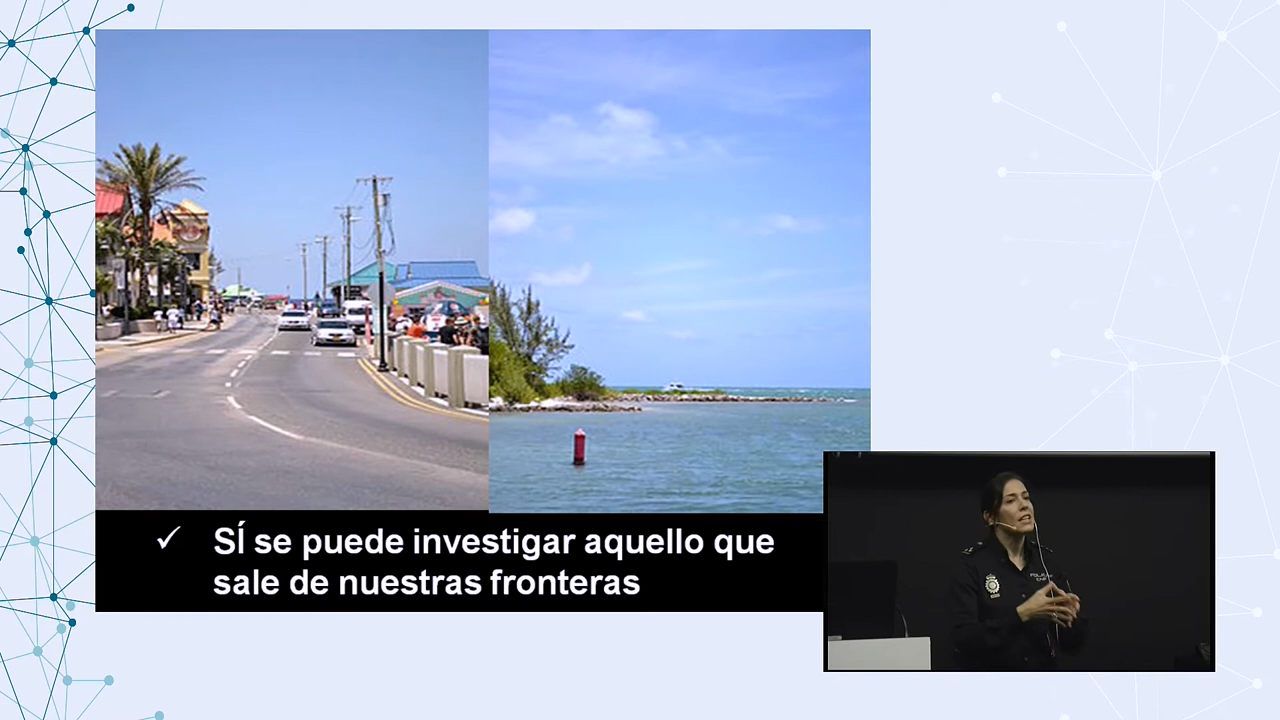 ✓ SÍ se puede investigar aquello que
sale de nuestras fronteras